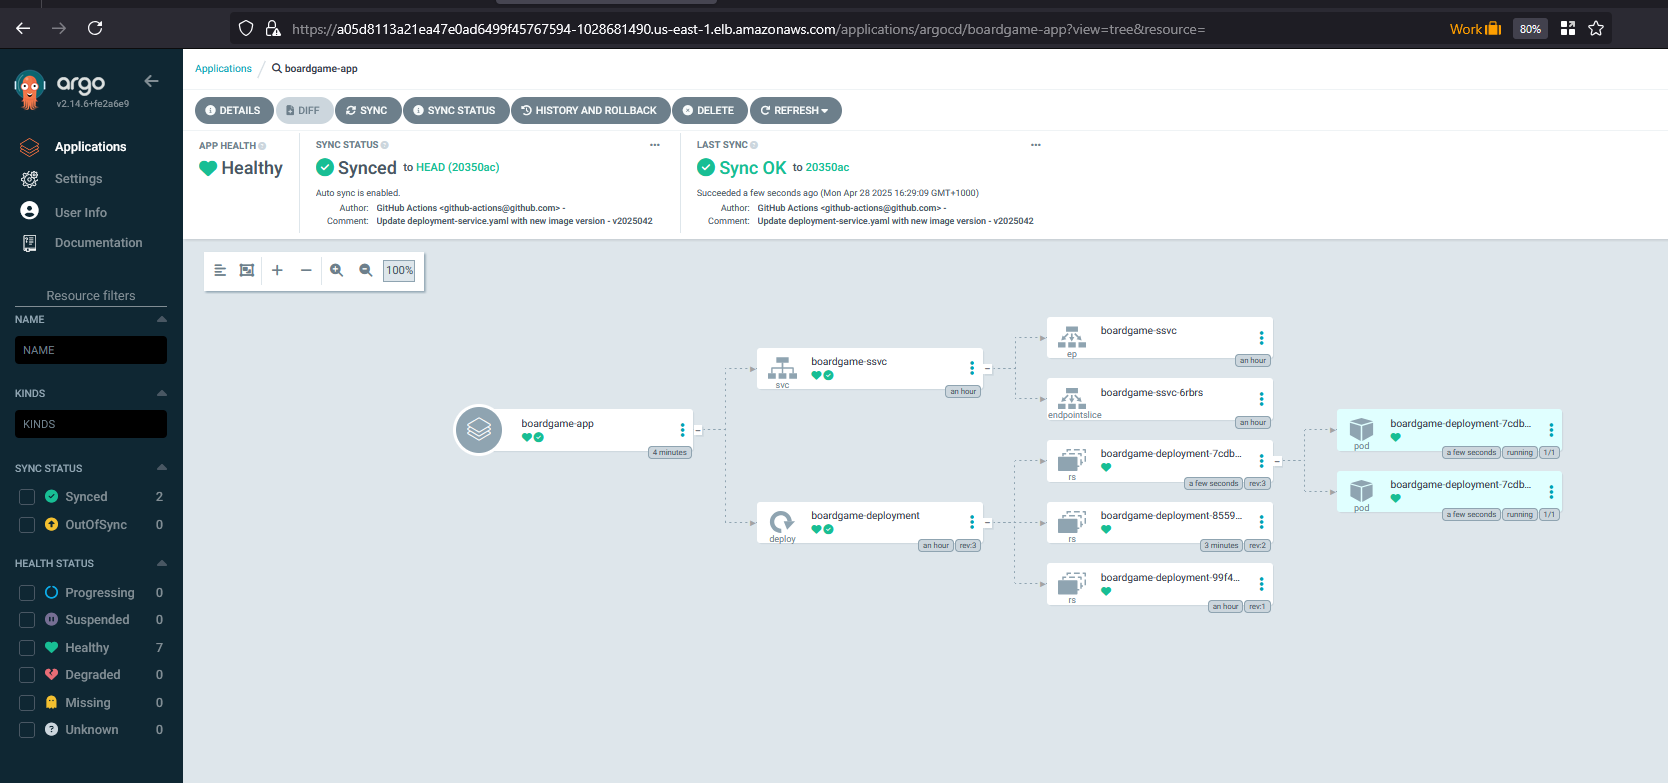 https://a05d8113a21ea47e0ad6499f45767594-1028681490.us-east-1.elb.amazonaws.com/applications/argocd/boardgame-app?view=tree&resource=
Work
80%
argo
v2.14.6+fe2a6e9
Applications
Settings
User Info
Documentation
Resource filters
NAME
NAME
KINDS
KINDS
SYNC STATUS
Synced 2
OutOfSync 0
HEALTH STATUS
Progressing 0
Suspended 0
Healthy 7
Degraded 0
Missing 0
Unknown 0
Applications / boardgame-app
DETAILS
DIFF
SYNC
SYNC STATUS
HISTORY AND ROLLBACK
DELETE
REFRESH
APP HEALTH
Healthy
SYNC STATUS
Synced to HEAD (20350ac)
Auto sync is enabled.
Author: GitHub Actions <github-actions@github.com> -
Comment: Update deployment-service.yaml with new image version - v2025042
LAST SYNC
Sync OK to 20350ac
Succeeded a few seconds ago (Mon Apr 28 2025 16:29:09 GMT+1000)
Author: GitHub Actions <github-actions@github.com> -
Comment: Update deployment-service.yaml with new image version - v2025042
100%
boardgame-app
4 minutes
boardgame-ssvc
svc
an hour
boardgame-deployment
deploy
an hour
rev:3
boardgame-ssvc
ep
an hour
boardgame-ssvc-6rbrs
endpointslice
an hour
boardgame-deployment-7cdb...
rs
a few seconds
rev:3
boardgame-deployment-8559...
rs
3 minutes
rev:2
boardgame-deployment-99f4...
rs
an hour
rev:1
boardgame-deployment-7cdb...
pod
a few seconds
running
1/1
boardgame-deployment-7cdb...
pod
a few seconds
running
1/1